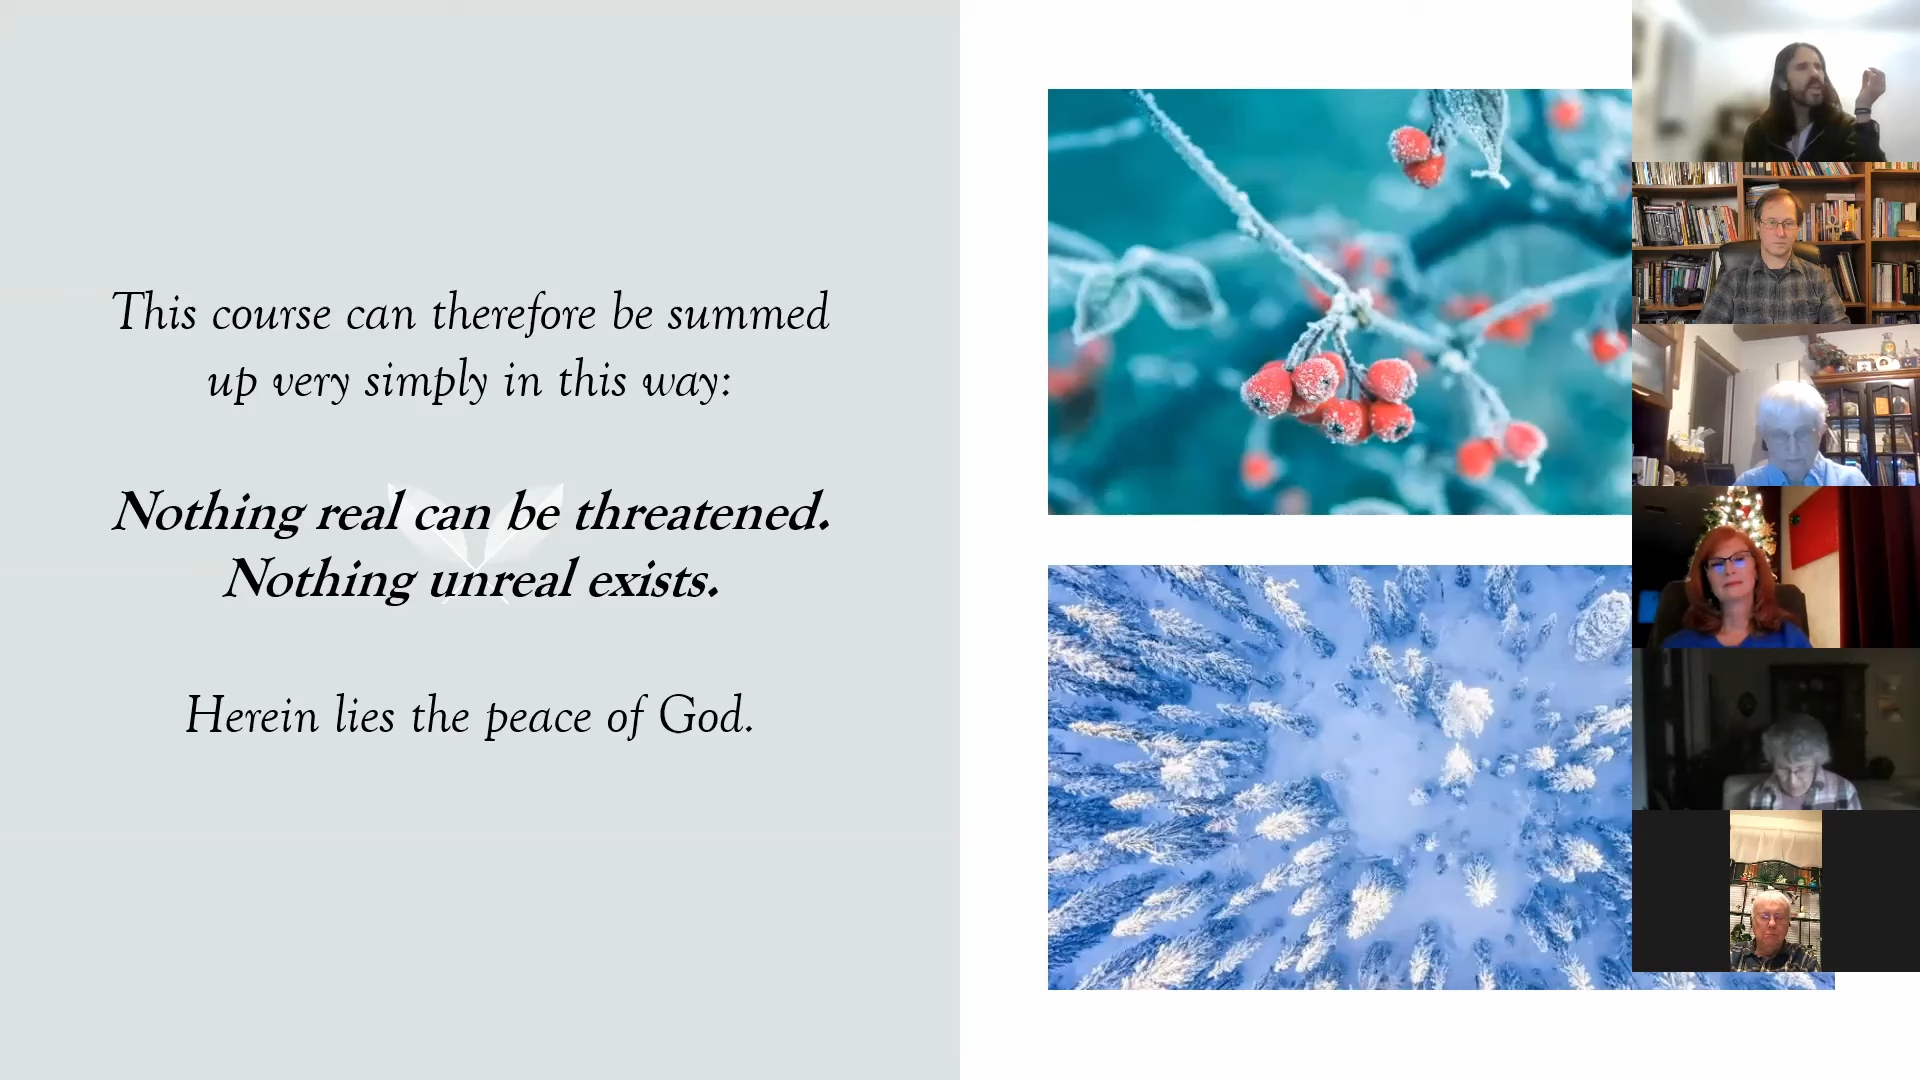 This course can therefore be summed
up very simply in this way:
Nothing real can be threatened.
Nothing unreal exists.
Herein lies the peace of God.